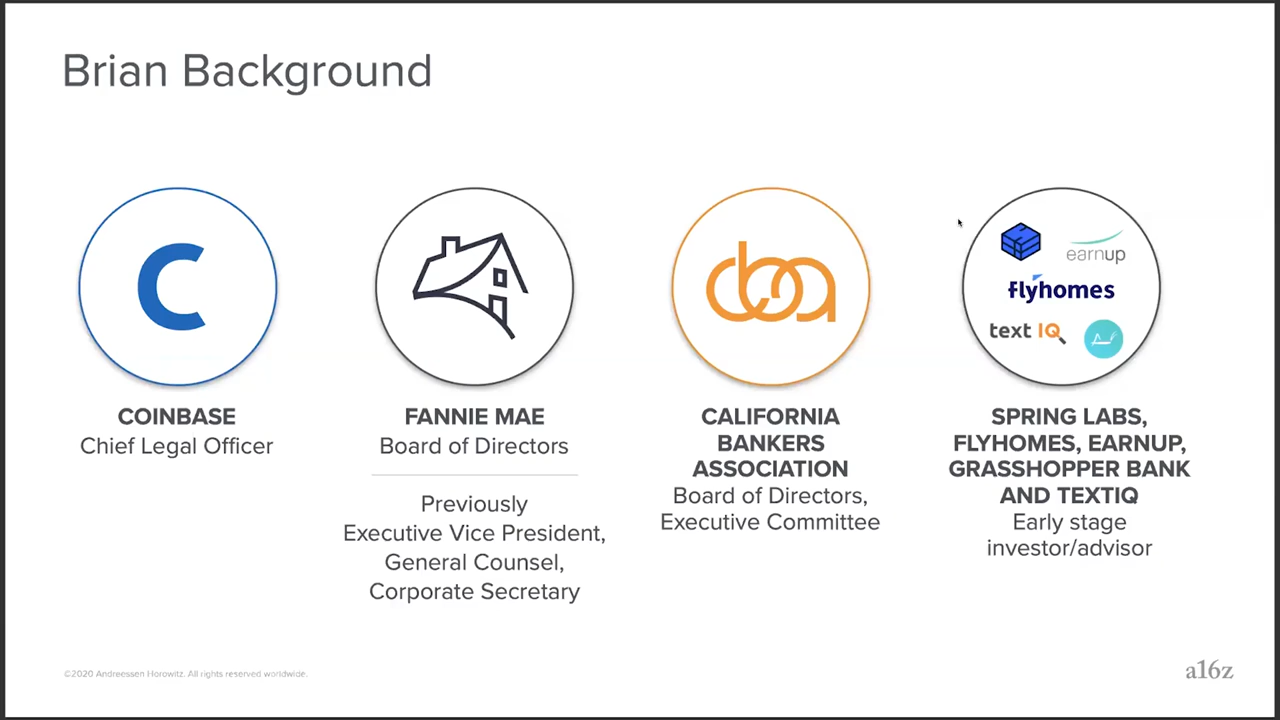 Brian Background
C
COINBASE
Chief Legal Officer
FANNIE MAE
Board of Directors
Previously
Executive Vice President,
General Counsel,
Corporate Secretary
cba
CALIFORNIA
BANKERS
ASSOCIATION
Board of Directors,
Executive Committee
earnup
flyhomes
text IQ
SPRING LABS,
FLYHOMES, EARNUP,
GRASSHOPPER BANK
AND TEXTIQ
Early stage
investor/advisor
©2020 Andreessen Horowitz. All rights reserved worldwide.
a16z